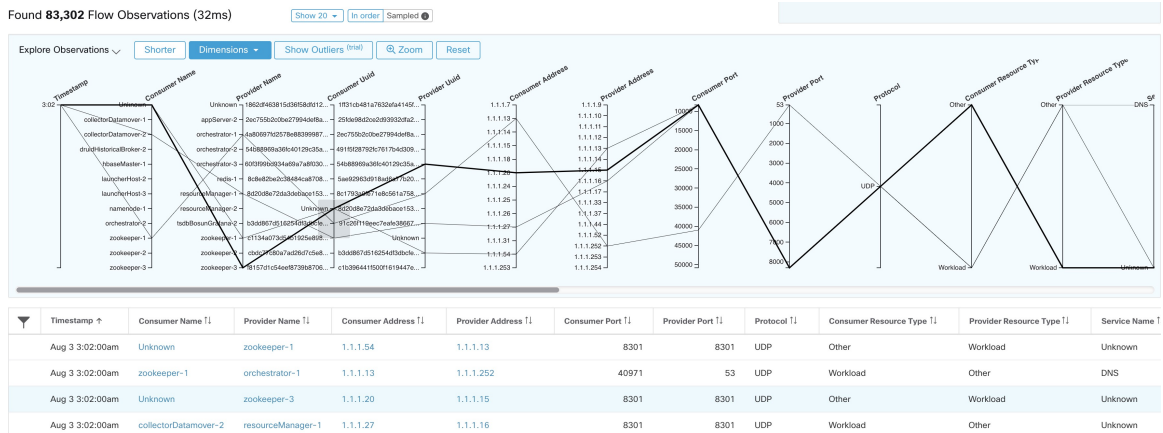 Found 83,302 Flow Observations (32ms)
Show 20
In order
Sampled
Explore Observations
Shorter
Dimensions
Show Outliers (trial)
Zoom
Reset
Timestamp
Consumer Name
Provider Name
Consumer Uuid
Provider Uuid
Consumer Address
Provider Address
Consumer Port
Provider Port
Protocol
Provider Resource Type
3:02
Unknown
collectorDatamover-1
collectorDatamover-2
druidHistoricalBroker-2
hbaseMaster-1
launcherHost-2
launcherHost-3
namenode-1
orchestrator-2
zookeeper-1
zookeeper-2
zookeeper-3
Unknown
appServer-2
orchestrator-1
orchestrator-2
orchestrator-3
redis-1
resourceManager-1
resourceManager-2
tsdbBosunGrafana-2
zookeeper-1
zookeeper-2
zookeeper-3
2ec755b2c0be27994def8a...
4a80697fd2578e88399987...
54b88969a36fc40129c35a...
8c8e82be2c38484ca8708...
8d20d8e72da3debace153...
Unknown
2ec755b2c0be27994def8a...
54b88969a36fc40129c35a...
8d20d8e72da3debace153...
Unknown
1.1.1.7
1.1.1.13
1.1.1.14
1.1.1.15
1.1.1.18
1.1.1.20
1.1.1.24
1.1.1.25
1.1.1.26
1.1.1.27
1.1.1.31
1.1.1.54
1.1.1.253
1.1.1.9
1.1.1.10
1.1.1.11
1.1.1.12
1.1.1.13
1.1.1.14
1.1.1.15
1.1.1.16
1.1.1.27
1.1.1.31
1.1.1.33
1.1.1.37
1.1.1.44
1.1.1.52
1.1.1.252
1.1.1.253
1.1.1.254
10000
15000
20000
25000
30000
35000
40000
45000
50000
53
1000
2000
3000
4000
5000
6000
7000
8000
UDP
Other
Workload
Other
Workload
DNS
Unknown
Timestamp ↑ Consumer Name ↑↓ Provider Name ↑↓ Consumer Address ↑↓ Provider Address ↑↓ Consumer Port ↑↓ Provider Port ↑↓ Protocol ↑↓ Consumer Resource Type ↑↓ Provider Resource Type ↑↓ Service Name
Aug 3 3:02:00am Unknown zookeeper-1 1.1.1.54 1.1.1.13 8301 8301 UDP Other Workload Unknown
Aug 3 3:02:00am zookeeper-1 orchestrator-1 1.1.1.13 1.1.1.252 40971 53 UDP Workload Other DNS
Aug 3 3:02:00am Unknown zookeeper-3 1.1.1.20 1.1.1.15 8301 8301 UDP Other Workload Unknown
Aug 3 3:02:00am collectorDatamover-2 resourceManager-1 1.1.1.27 1.1.1.16 8301 8301 UDP Workload Other Unknown